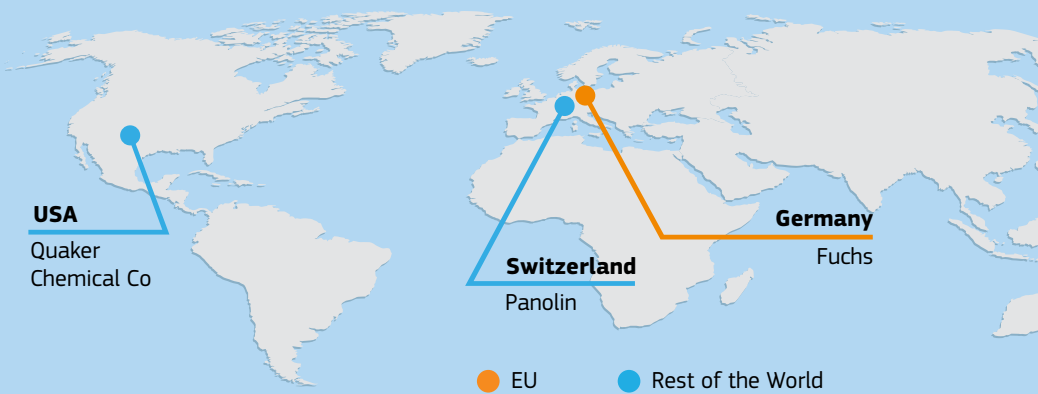 USA
Quaker
Chemical Co
Switzerland
Panolin
Germany
Fuchs
EU
Rest of the World